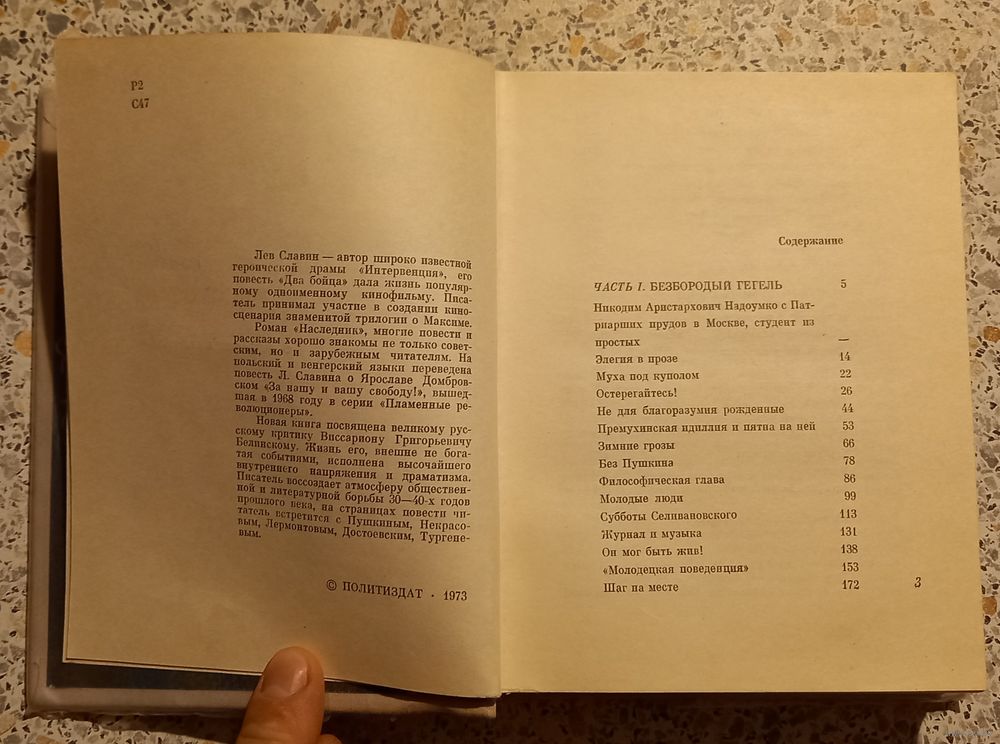 Р2
С47
Лев Славин — автор широко известной
героической драмы «Интервенция», его
повесть «Два бойца» дала жизнь популяр-
ному одноименному кинофильму. Писа-
тель принимал участие в создании кино-
сценария знаменитой трилогии о Максиме.
Роман «Наследник», многие повести и
рассказы хорошо знакомы не только совет-
ским, но и зарубежным читателям. На
польский и венгерский языки переведена
повесть Л. Славина о Ярославе Домбров-
ском «За нашу и вашу свободу!», вышед-
шая в 1968 году в серии «Пламенные ре-
волюционеры».
Новая книга посвящена великому рус-
скому критику Виссариону Григорьевичу
Белинскому. Жизнь его, внешне не бога-
тая событиями, исполнена высочайшего
внутреннего напряжения и драматизма.
Писатель воссоздает атмосферу обществен-
ной и литературной борьбы 30—40-х годов
прошлого века, на страницах повести чи-
татель встретится с Пушкиным, Некрасо-
вым, Лермонтовым, Достоевским, Тургене-
вым.
© ПОЛИТИЗДАТ · 1973
Содержание
ЧАСТЬ I. БЕЗБОРОДЫЙ ГЕГЕЛЬ 5
Никодим Аристархович Надоумко с Пат-
риарших прудов в Москве, студент из
простых —
Элегия в прозе 14
Муха под куполом 22
Остерегайтесь! 26
Не для благоразумия рожденные 44
Премухинская идиллия и пятна на ней 53
Зимние грозы 66
Без Пушкина 78
Философическая глава 86
Молодые люди 99
Субботы Селивановского 113
Журнал и музыка 131
Он мог быть жив! 138
«Молодецкая поведенция» 153
Шаг на месте 172
3